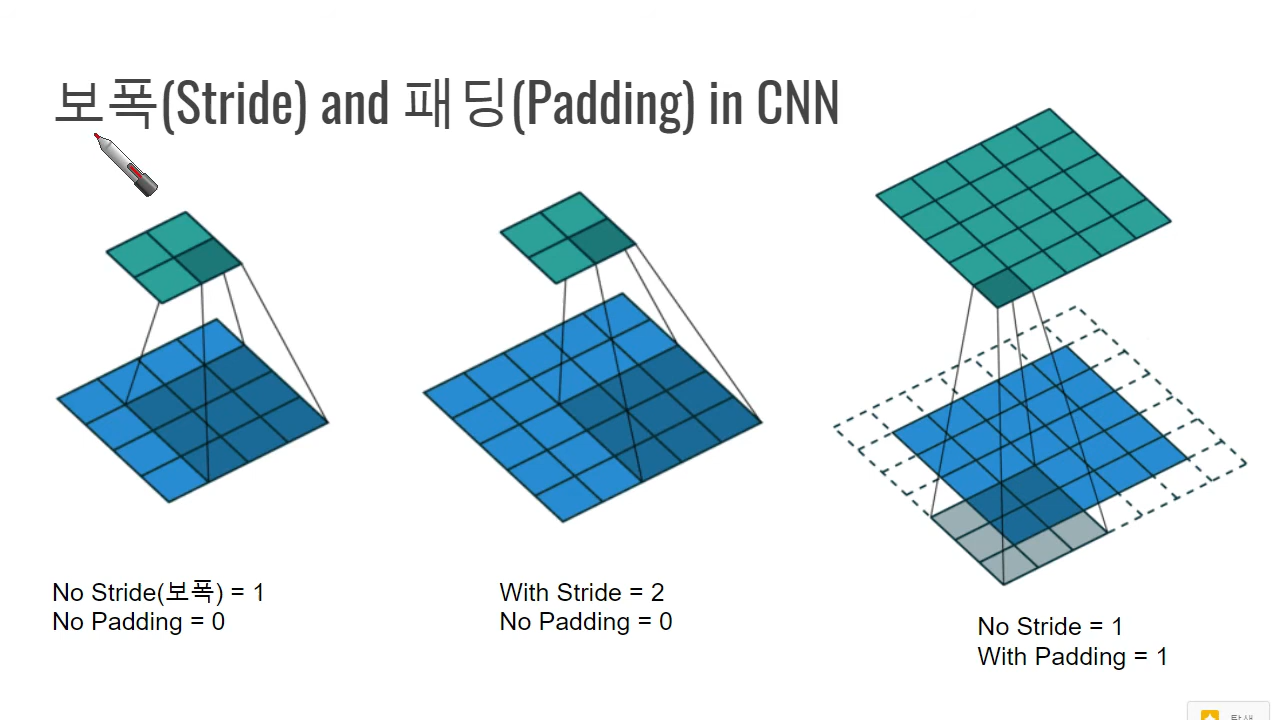 보폭(Stride) and 패딩(Padding) in CNN
No Stride(보폭) = 1
No Padding = 0
With Stride = 2
No Padding = 0
No Stride = 1
With Padding = 1